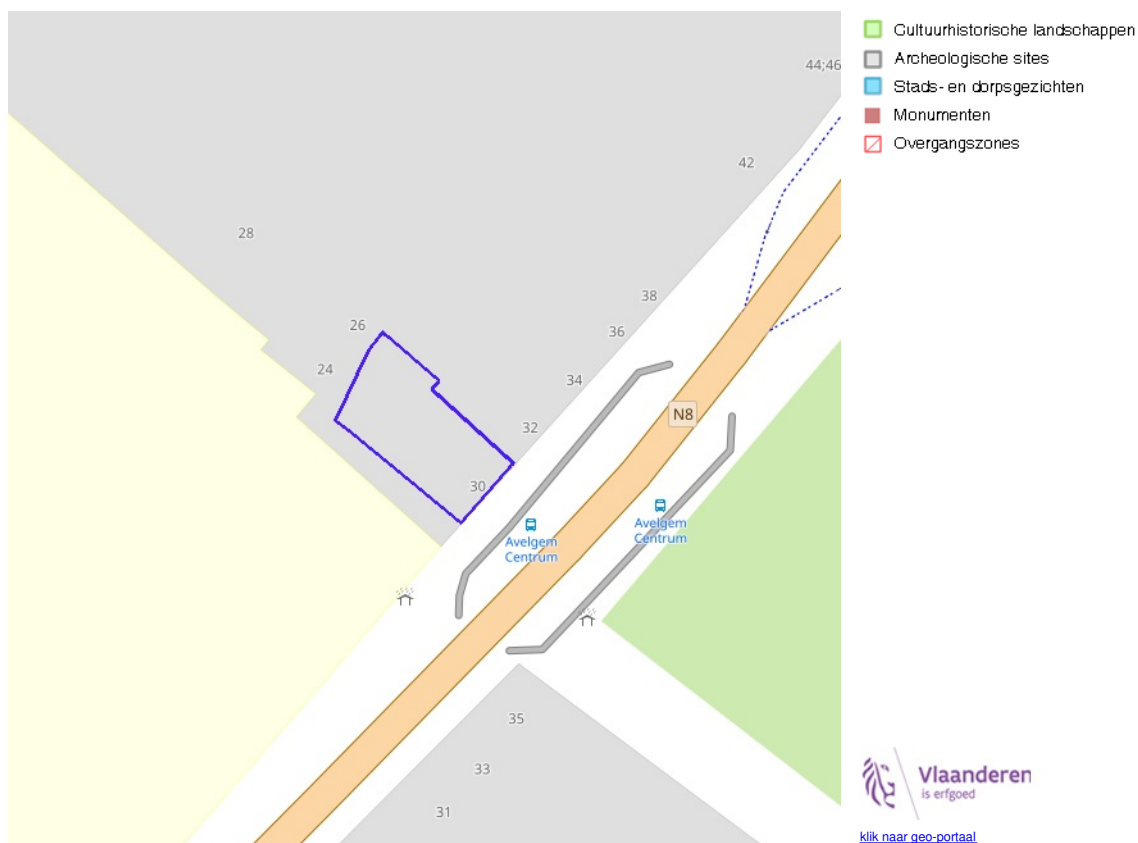 44;46
42
28
38
26
36
24
34
N8
32
30
Avelgem
Centrum
Avelgem
Centrum
35
33
31
Cultuurhistorische landschappen
Archeologische sites
Stads- en dorpsgezichten
Monumenten
Overgangszones
Vlaanderen
is erfgoed
klik naar geo-portaal